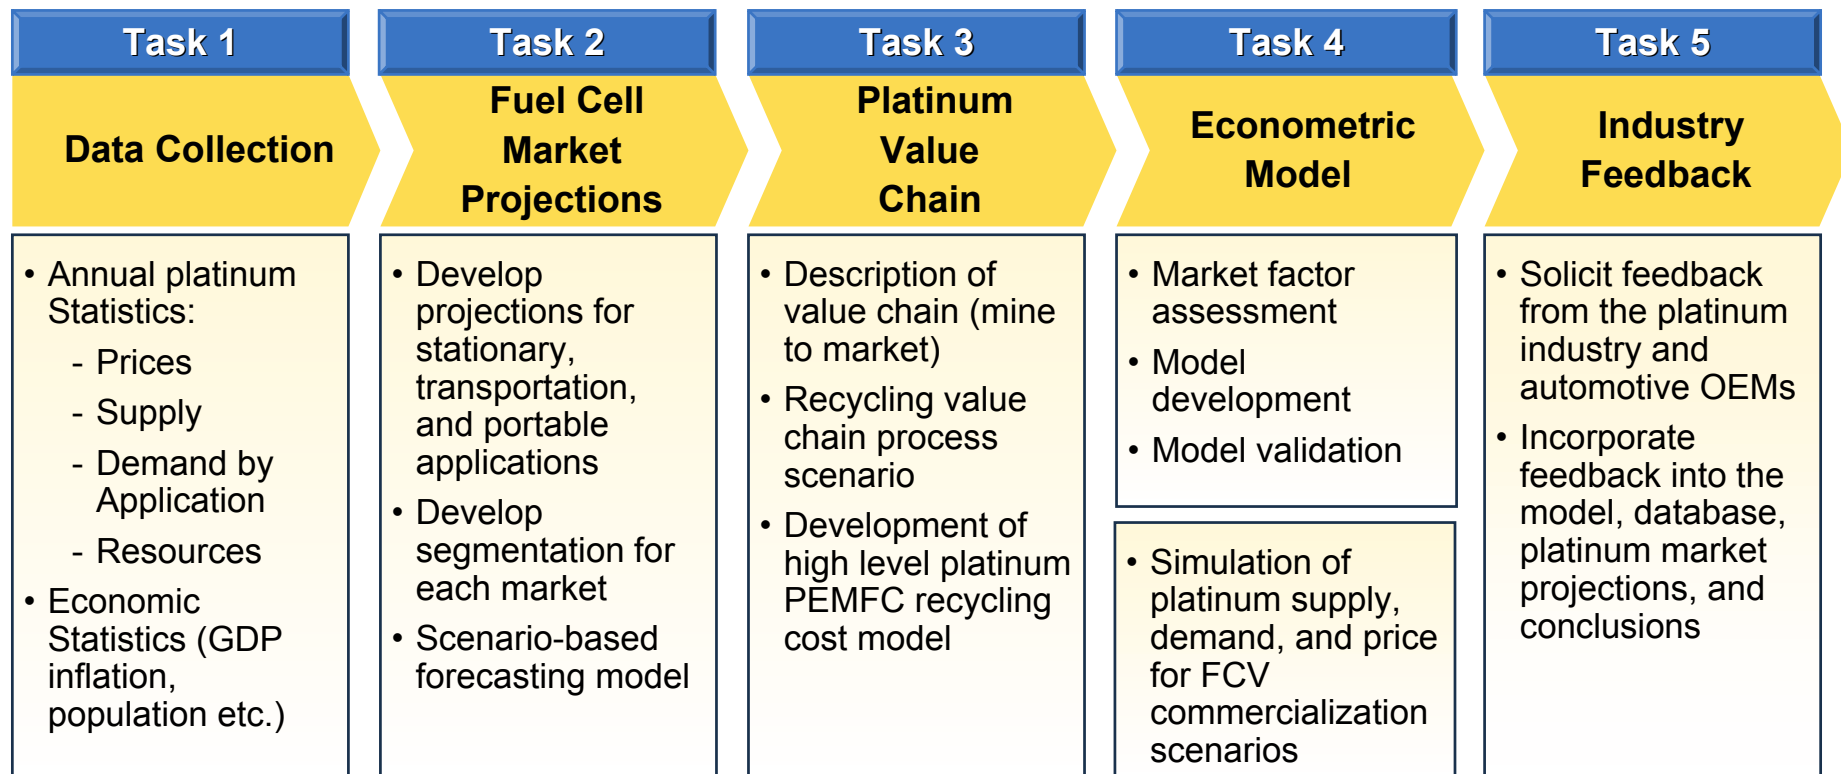 Task 1
Data Collection
• Annual platinum
Statistics:
- Prices
- Supply
- Demand by
Application
- Resources
• Economic
Statistics (GDP
inflation,
population etc.)
Task 2
Fuel Cell
Market
Projections
• Develop
projections for
stationary,
transportation,
and portable
applications
• Develop
segmentation for
each market
• Scenario-based
forecasting model
Task 3
Platinum
Value
Chain
• Description of
value chain (mine
to market)
• Recycling value
chain process
scenario
• Development of
high level platinum
PEMFC recycling
cost model
Task 4
Econometric
Model
• Market factor
assessment
• Model
development
• Model validation
• Simulation of
platinum supply,
demand, and price
for FCV
commercialization
scenarios
Task 5
Industry
Feedback
• Solicit feedback
from the platinum
industry and
automotive OEMs
• Incorporate
feedback into the
model, database,
platinum market
projections, and
conclusions